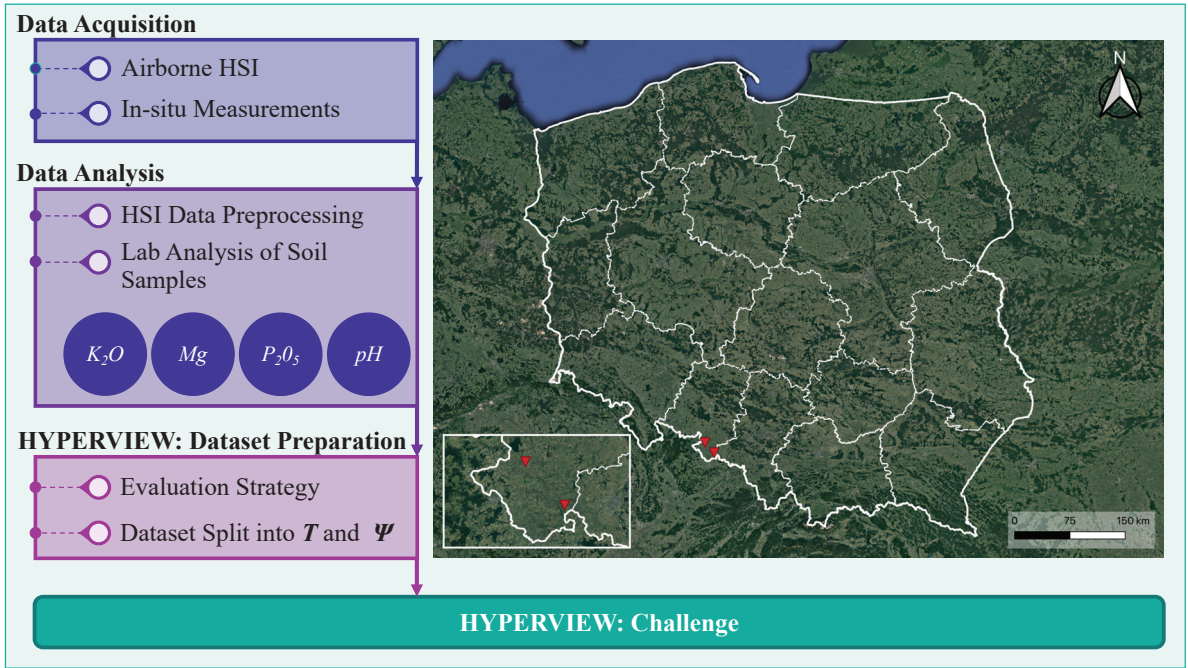 Data Acquisition
Airborne HSI
In-situ Measurements
Data Analysis
HSI Data Preprocessing
Lab Analysis of Soil
Samples
K₂O
Mg
P₂0₅
pH
HYPERVIEW: Dataset Preparation
Evaluation Strategy
Dataset Split into T and Ψ
N
0 75 150 km
HYPERVIEW: Challenge